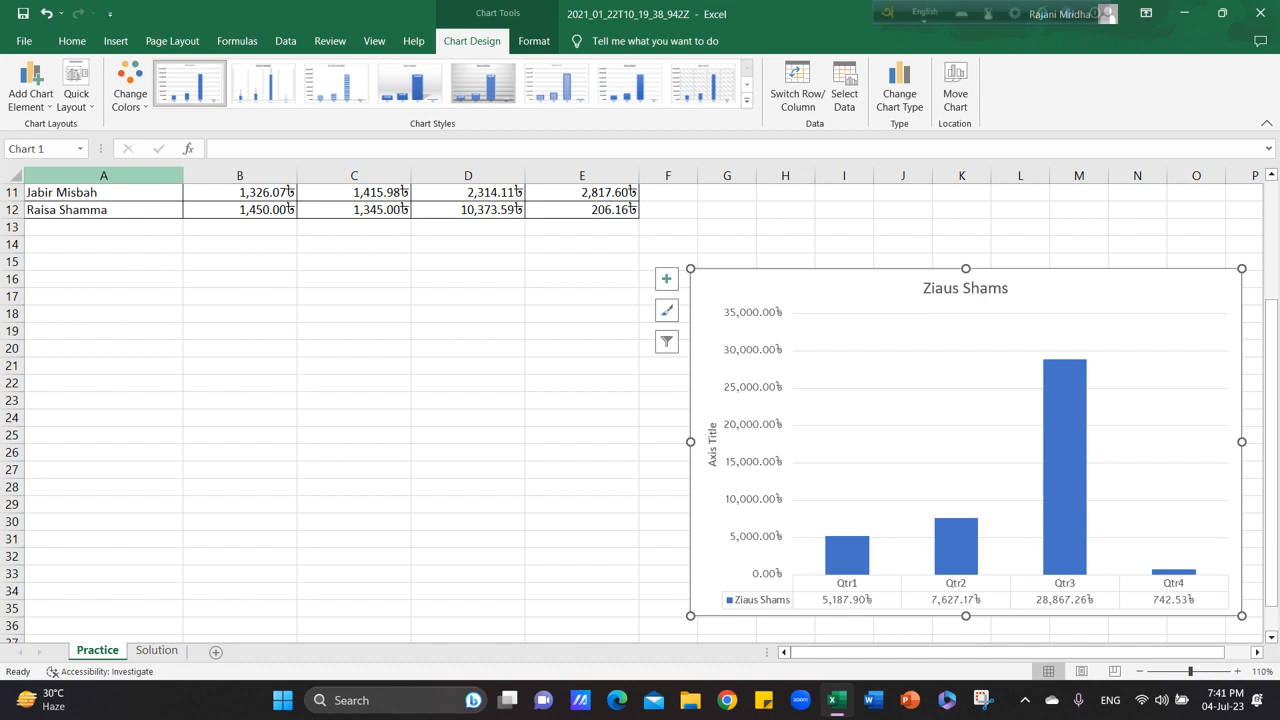 Chart Tools
2021_01_22T10_19_38_942Z - Excel
অ English
Rajani Mridha
File Home Insert Page Layout Formulas Data Review View Help Chart Design Format Tell me what you want to do
Add Chart Element
Quick Layout
Change Colors
Switch Row/Column
Select Data
Change Chart Type
Move Chart
Chart Layouts
Chart Styles
Data
Type
Location
Chart 1
fx
A B C D E F G H I J K L M N O P
11 Jabir Misbah 1,326.07৳ 1,415.98৳ 2,314.11৳ 2,817.60৳
12 Raisa Shamma 1,450.00৳ 1,345.00৳ 10,373.59৳ 206.16৳
13
14
15
16
17
18
19
20
21
22
23
24
25
26
27
28
29
30
31
32
33
34
35
36
37
Ziaus Shams
35,000.00৳
30,000.00৳
25,000.00৳
20,000.00৳
15,000.00৳
10,000.00৳
5,000.00৳
0.00৳
Axis Title
Qtr1 Qtr2 Qtr3 Qtr4
Ziaus Shams 5,187.90৳ 7,627.17৳ 28,867.26৳ 742.53৳
Practice Solution
Ready Accessibility: Investigate
110%
30°C
Haze
Search
zoom
ENG
7:41 PM
04-Jul-23